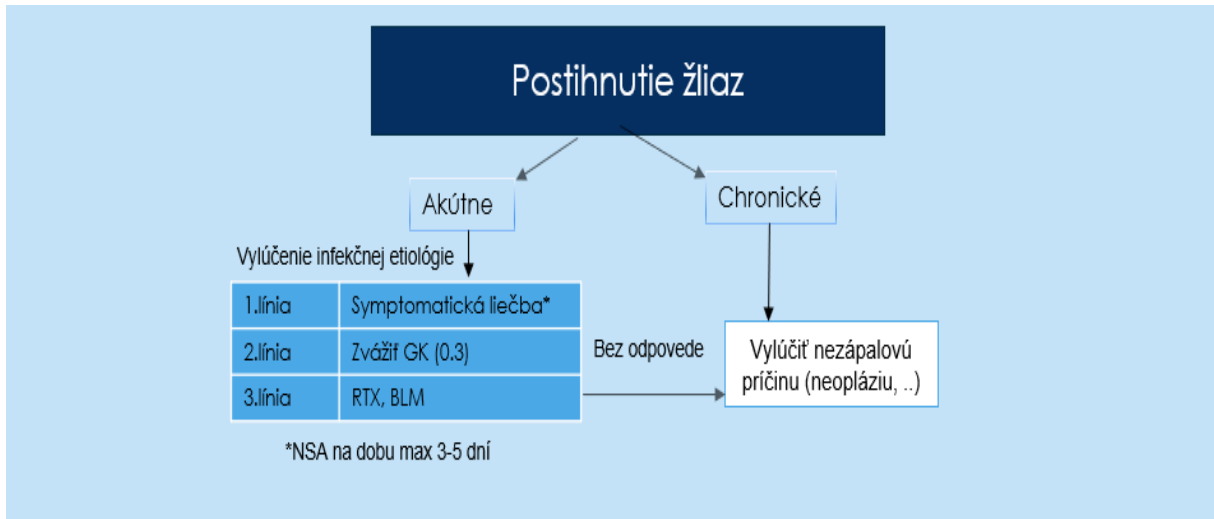 Postihnutie žliaz
Akútne
Chronické
Vylúčenie infekčnej etiológie
1.línia Symptomatická liečba*
2.línia Zvážiť GK (0.3)
3.línia RTX, BLM
Bez odpovede
Vylúčiť nezápalovú
príčinu (neopláziu, ..)
*NSA na dobu max 3-5 dní